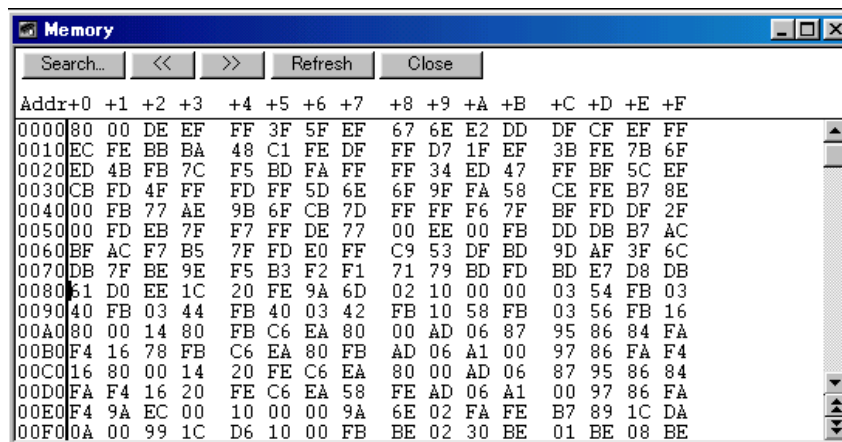 Memory
Search... << >> Refresh Close
Addr +0 +1 +2 +3 +4 +5 +6 +7 +8 +9 +A +B +C +D +E +F
0000 80 00 DE EF FF 3F 5F EF 67 6E E2 DD DF CF EF FF
0010 EC FE BB BA 48 C1 FE DF FF D7 1F EF 3B FE 7B 6F
0020 ED 4B FB 7C F5 BD FA FF FF 34 ED 47 FF BF 5C EF
0030 CB FD 4F FF FD FF 5D 6E 6F 9F FA 58 CE FE B7 8E
0040 00 FB 77 AE 9B 6F CB 7D FF FF F6 7F BF FD DF 2F
0050 00 FD EB 7F F7 FF DE 77 00 EE 00 FB DD DB B7 AC
0060 BF AC F7 B5 7F FD E0 FF C9 53 DF BD 9D AF 3F 6C
0070 DB 7F BE 9E F5 B3 F2 F1 71 79 BD FD BD E7 D8 DB
0080 61 D0 EE 1C 20 FE 9A 6D 02 10 00 00 03 54 FB 03
0090 40 FB 03 44 FB 40 03 42 FB 10 58 FB 03 56 FB 16
00A0 80 00 14 80 FB C6 EA 80 00 AD 06 87 95 86 84 FA
00B0 F4 16 78 FB C6 EA 80 FB AD 06 A1 00 97 86 FA F4
00C0 16 80 00 14 20 FE C6 EA 80 00 AD 06 87 95 86 84
00D0 FA F4 16 20 FE C6 EA 58 FE AD 06 A1 00 97 86 FA
00E0 F4 9A EC 00 10 00 00 9A 6E 02 FA FE B7 89 1C DA
00F0 0A 00 99 1C D6 10 00 FB BE 02 30 BE 01 BE 08 BE